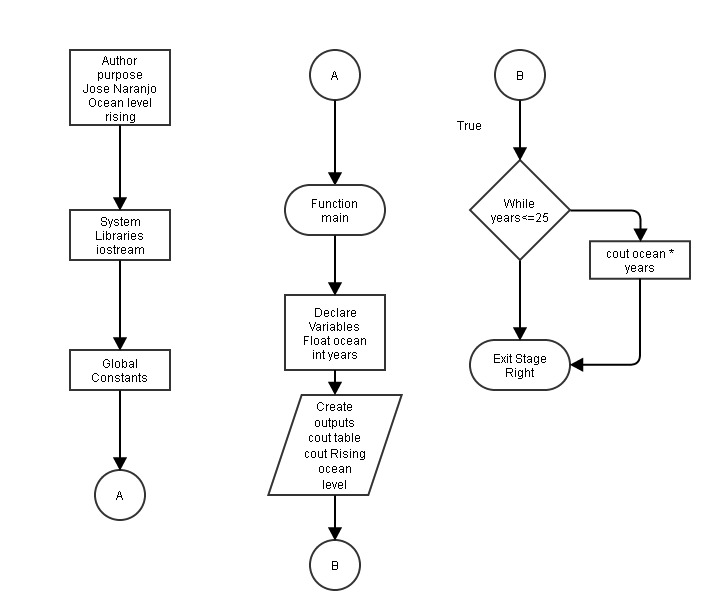 Author
purpose
Jose Naranjo
Ocean level
rising
System
Libraries
iostream
Global
Constants
A
A
Function
main
Declare
Variables
Float ocean
int years
Create
outputs
cout table
cout Rising
ocean
level
B
B
True
While
years<=25
cout ocean *
years
Exit Stage
Right